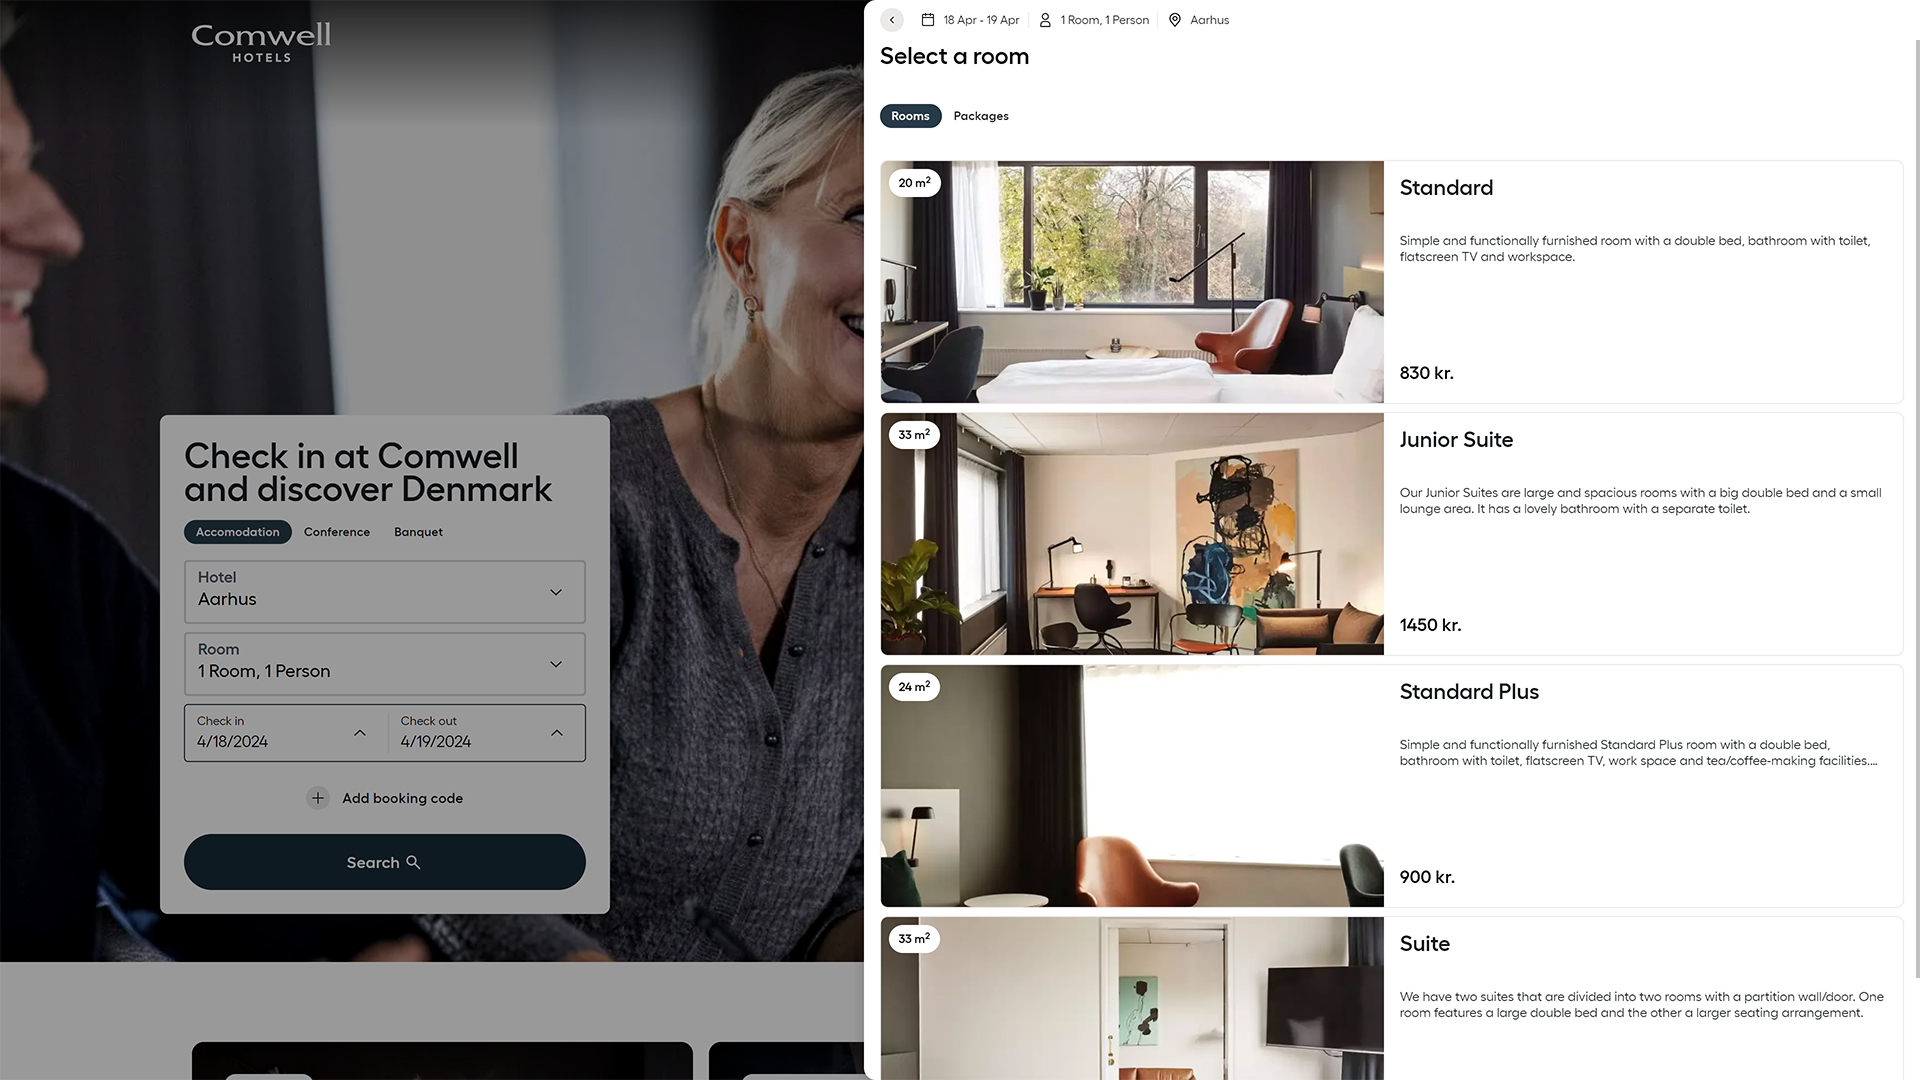 Comwell
HOTELS
Check in at Comwell
and discover Denmark
Accomodation Conference Banquet
Hotel
Aarhus
Room
1 Room, 1 Person
Check in
4/18/2024
Check out
4/19/2024
Add booking code
Search
18 Apr - 19 Apr
1 Room, 1 Person
Aarhus
Select a room
Rooms Packages
20 m²
Standard
Simple and functionally furnished room with a double bed, bathroom with toilet,
flatscreen TV and workspace.
830 kr.
33 m²
Junior Suite
Our Junior Suites are large and spacious rooms with a big double bed and a small
lounge area. It has a lovely bathroom with a separate toilet.
1450 kr.
24 m²
Standard Plus
Simple and functionally furnished Standard Plus room with a double bed,
bathroom with toilet, flatscreen TV, work space and tea/coffee-making facilities....
900 kr.
33 m²
Suite
We have two suites that are divided into two rooms with a partition wall/door. One
room features a large double bed and the other a larger seating arrangement.